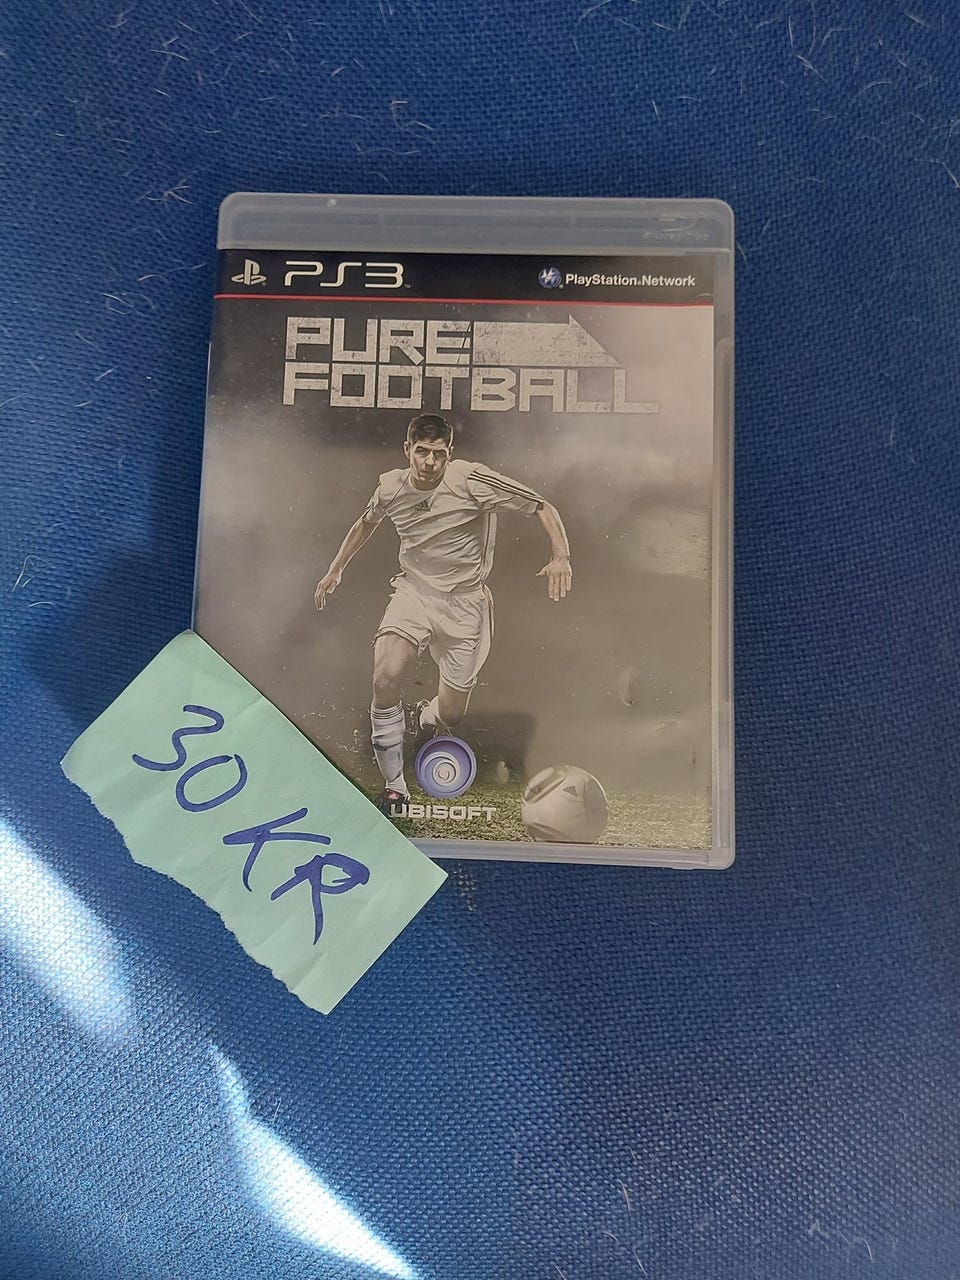 PS3
PlayStation®Network
PURE
FOOTBALL
UBISOFT
30 KR